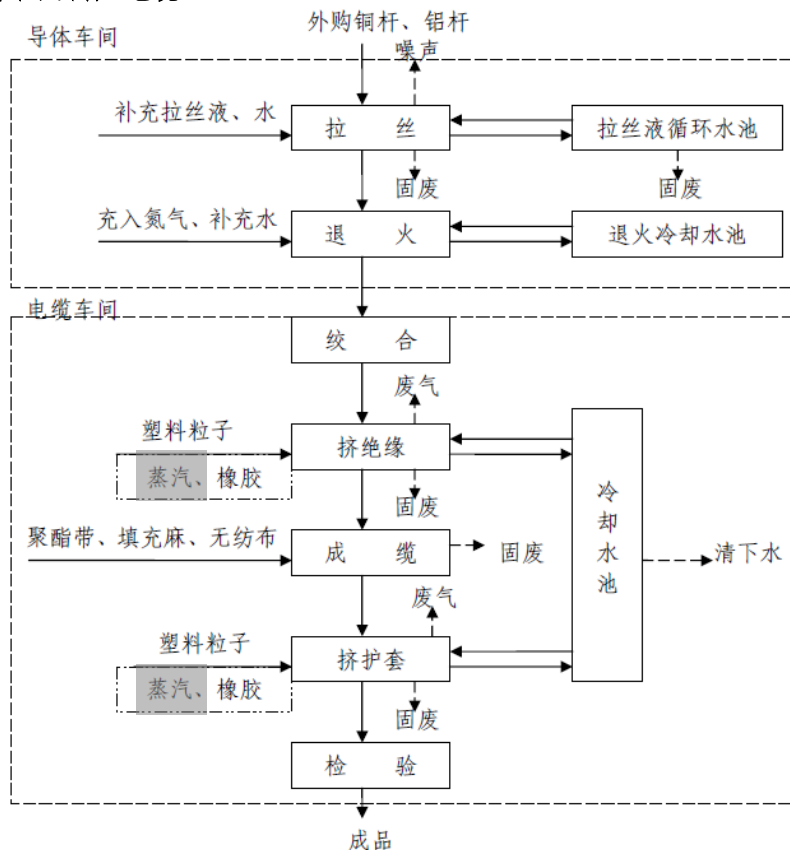 外购铜杆、铝杆
导体车间
噪声
补充拉丝液、水
拉 丝
拉丝液循环水池
固废
固废
充入氮气、补充水
退 火
退火冷却水池
电缆车间
绞 合
废气
塑料粒子
挤绝缘
蒸汽、橡胶
固废
冷却水池
聚酯带、填充麻、无纺布
成 缆
固废
清下水
废气
塑料粒子
挤护套
蒸汽、橡胶
固废
检 验
成品